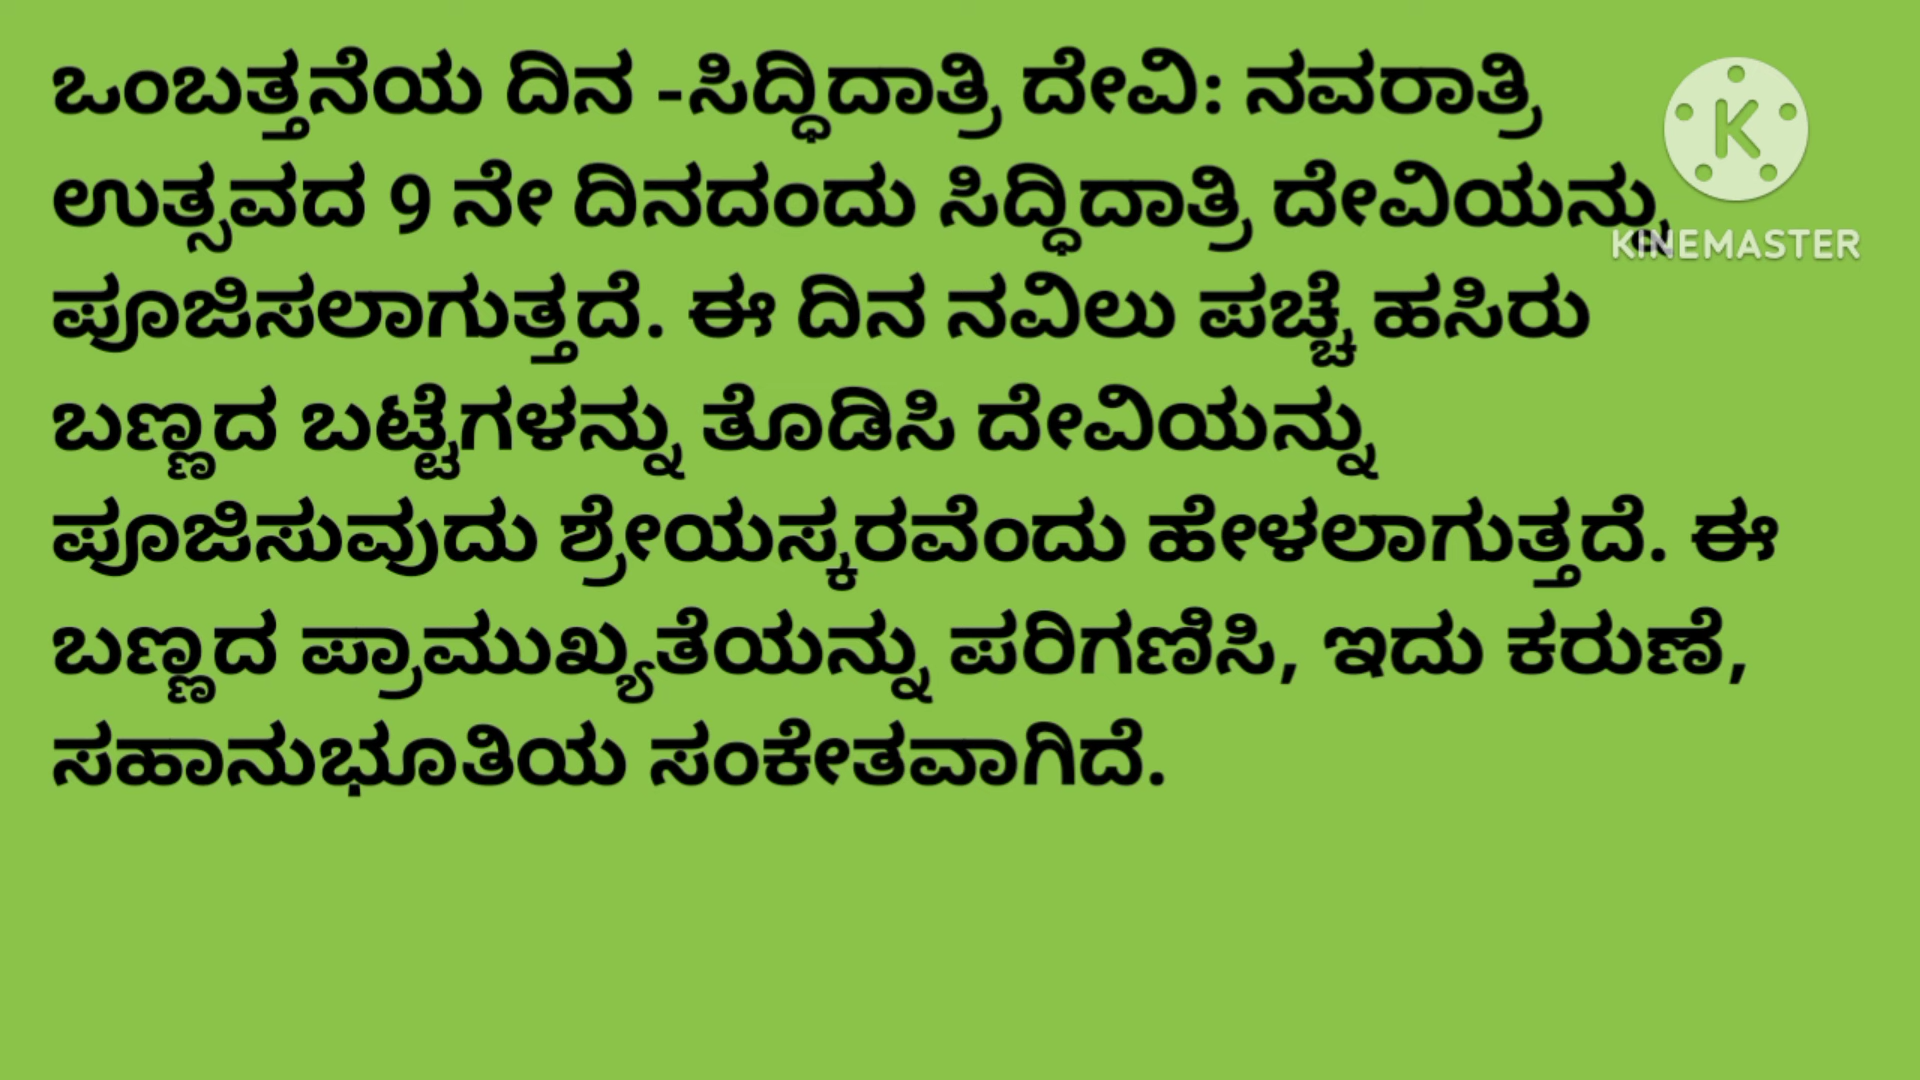 ಒಂಬತ್ತನೆಯ ದಿನ -ಸಿದ್ಧಿದಾತ್ರಿ ದೇವಿ: ನವರಾತ್ರಿ
ಉತ್ಸವದ 9 ನೇ ದಿನದಂದು ಸಿದ್ಧಿದಾತ್ರಿ ದೇವಿಯನ್ನು
ಪೂಜಿಸಲಾಗುತ್ತದೆ. ಈ ದಿನ ನವಿಲು ಪಚ್ಚೆ ಹಸಿರು
ಬಣ್ಣದ ಬಟ್ಟೆಗಳನ್ನು ತೊಡಿಸಿ ದೇವಿಯನ್ನು
ಪೂಜಿಸುವುದು ಶ್ರೇಯಸ್ಕರವೆಂದು ಹೇಳಲಾಗುತ್ತದೆ. ಈ
ಬಣ್ಣದ ಪ್ರಾಮುಖ್ಯತೆಯನ್ನು ಪರಿಗಣಿಸಿ, ಇದು ಕರುಣೆ,
ಸಹಾನುಭೂತಿಯ ಸಂಕೇತವಾಗಿದೆ.
K
KINEMASTER